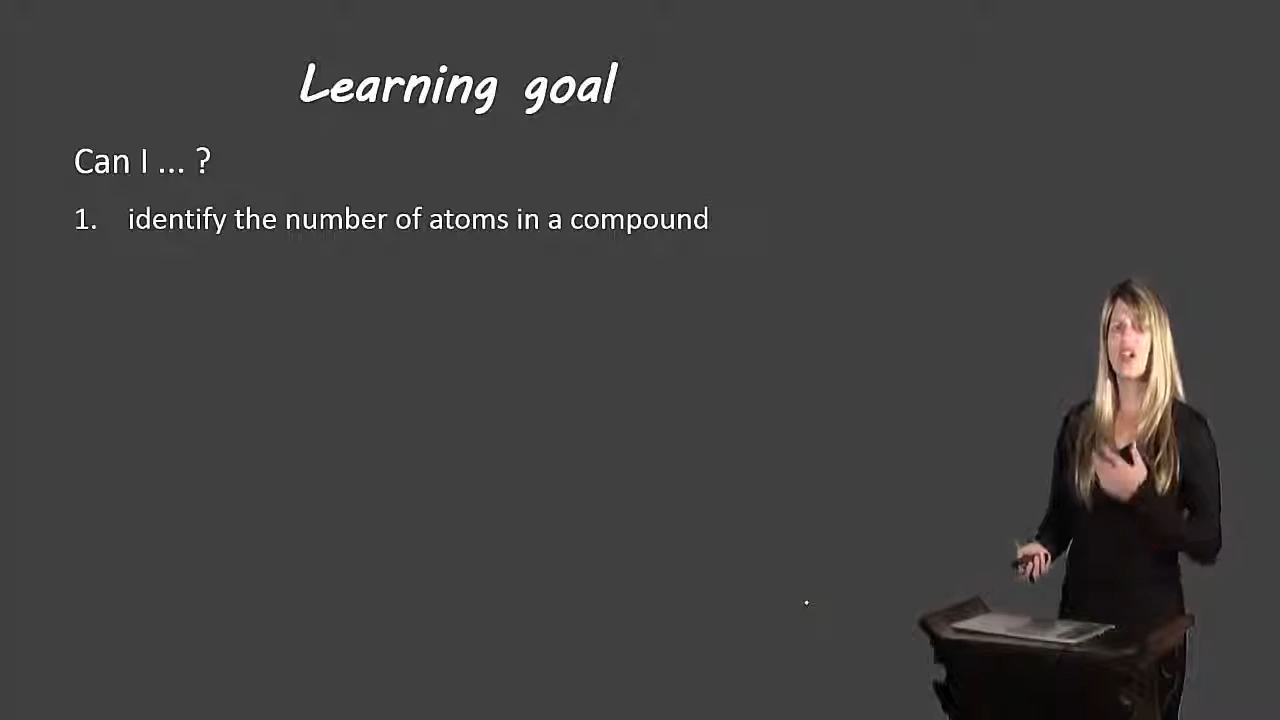 Learning goal
Can I ... ?
1. identify the number of atoms in a compound